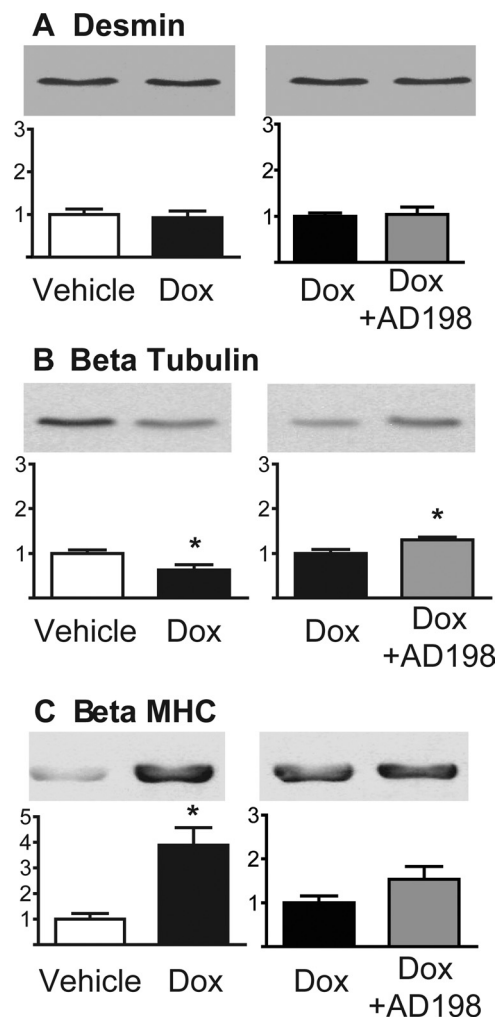 A Desmin
3
2
1
Vehicle Dox
3
2
1
Dox Dox
+AD198
B Beta Tubulin
3
2
1
*
Vehicle Dox
3
2
1
*
Dox Dox
+AD198
C Beta MHC
5
4
3
2
1
*
Vehicle Dox
3
2
1
Dox Dox
+AD198